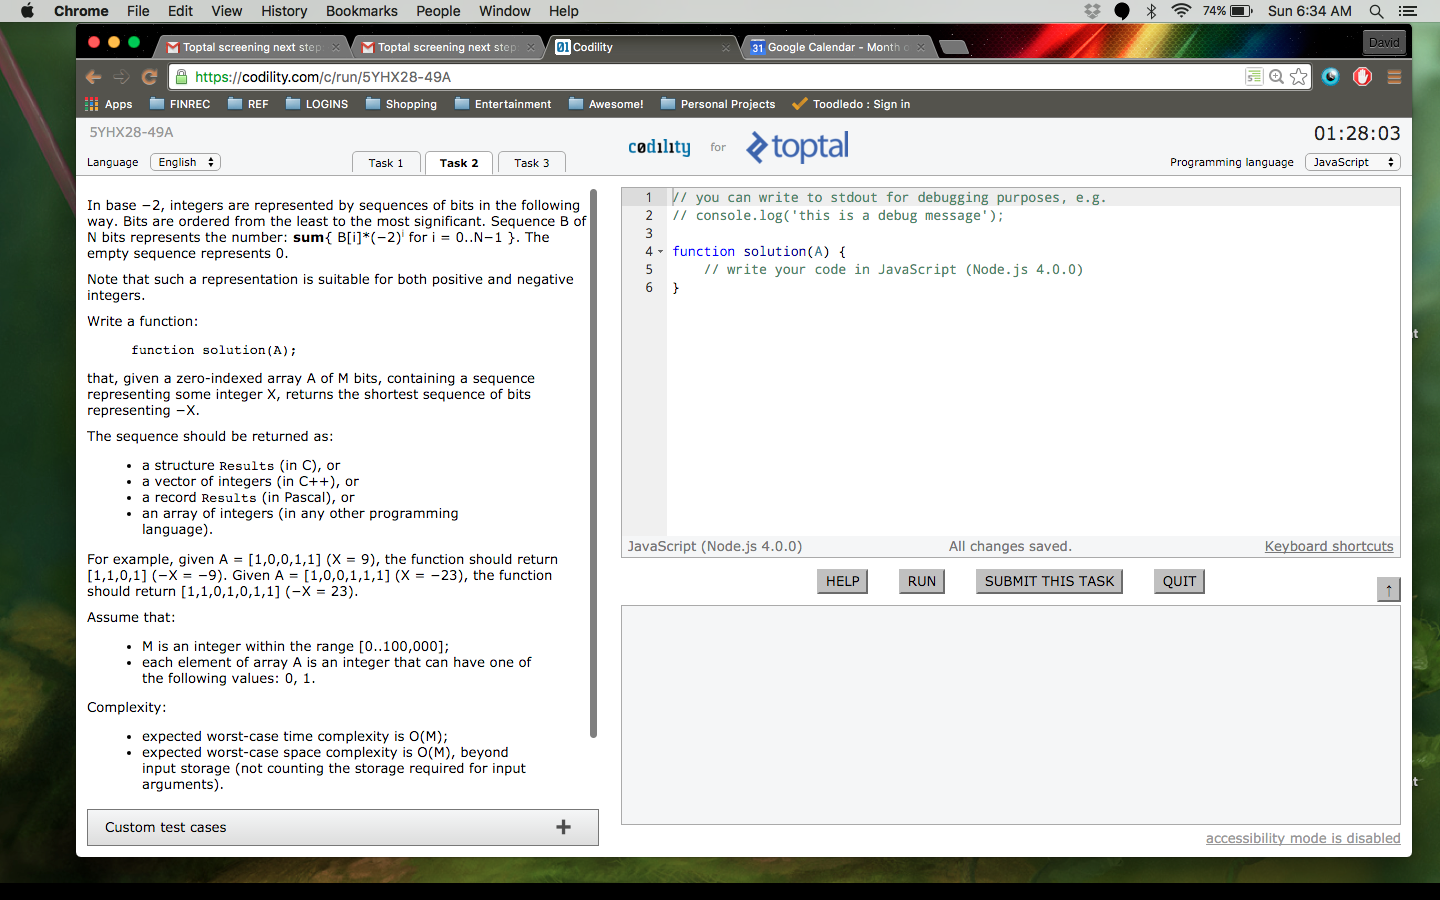 Chrome File Edit View History Bookmarks People Window Help 74% Sun 6:34 AM
Toptal screening next step Toptal screening next step Codility Google Calendar - Month o David
https://codility.com/c/run/5YHX28-49A
Apps FINREC REF LOGINS Shopping Entertainment Awesome! Personal Projects Toodledo : Sign in
5YHX28-49A
Language English
Task 1 Task 2 Task 3
codility for toptal
01:28:03
Programming language JavaScript
In base −2, integers are represented by sequences of bits in the following
way. Bits are ordered from the least to the most significant. Sequence B of
N bits represents the number: sum{ B[i]*(−2)^i for i = 0..N−1 }. The
empty sequence represents 0.
Note that such a representation is suitable for both positive and negative
integers.
Write a function:
function solution(A);
that, given a zero-indexed array A of M bits, containing a sequence
representing some integer X, returns the shortest sequence of bits
representing −X.
The sequence should be returned as:
• a structure Results (in C), or
• a vector of integers (in C++), or
• a record Results (in Pascal), or
• an array of integers (in any other programming
language).
For example, given A = [1,0,0,1,1] (X = 9), the function should return
[1,1,0,1] (−X = −9). Given A = [1,0,0,1,1,1] (X = −23), the function
should return [1,1,0,1,0,1,1] (−X = 23).
Assume that:
• M is an integer within the range [0..100,000];
• each element of array A is an integer that can have one of
the following values: 0, 1.
Complexity:
• expected worst-case time complexity is O(M);
• expected worst-case space complexity is O(M), beyond
input storage (not counting the storage required for input
arguments).
Custom test cases +
1 // you can write to stdout for debugging purposes, e.g.
2 // console.log('this is a debug message');
3
4 function solution(A) {
5 // write your code in JavaScript (Node.js 4.0.0)
6 }
JavaScript (Node.js 4.0.0) All changes saved. Keyboard shortcuts
HELP RUN SUBMIT THIS TASK QUIT
↑
accessibility mode is disabled